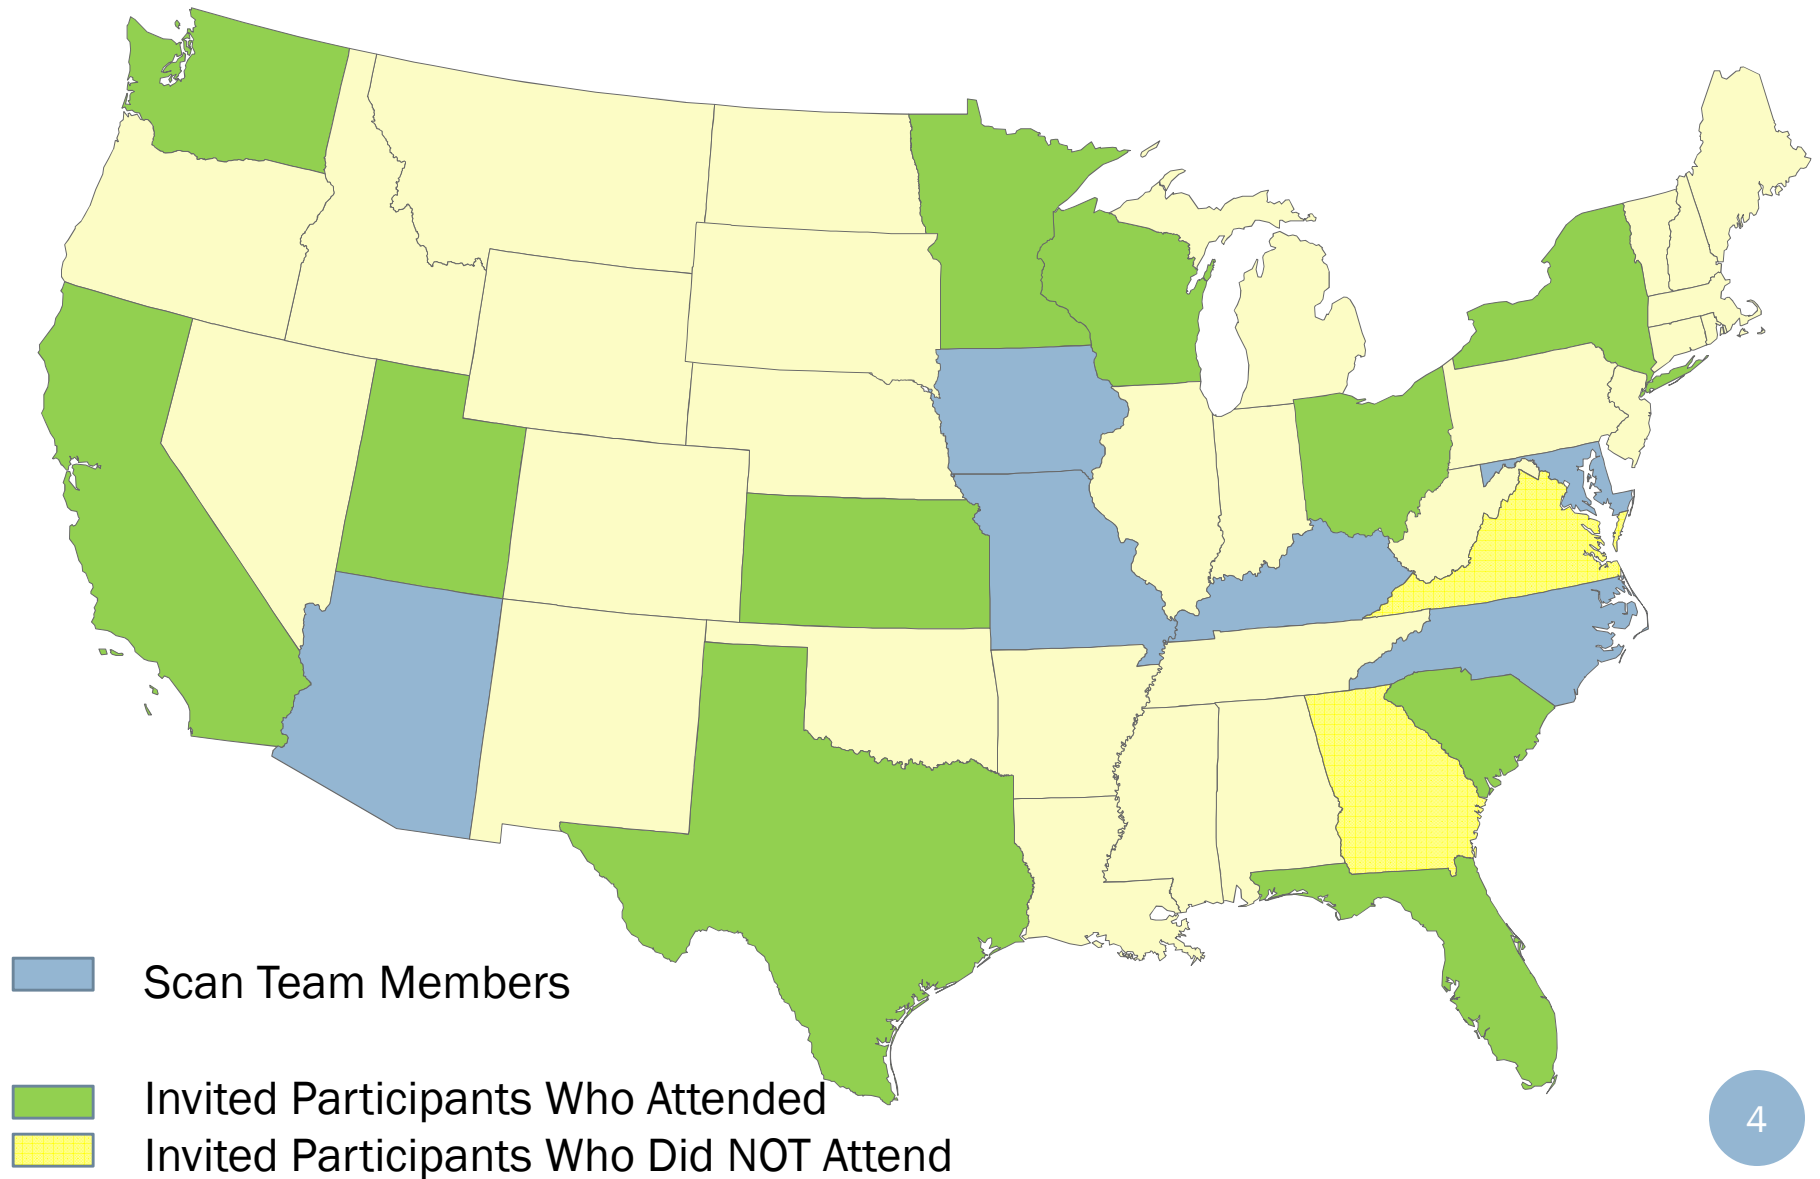 Scan Team Members
Invited Participants Who Attended
Invited Participants Who Did NOT Attend
4